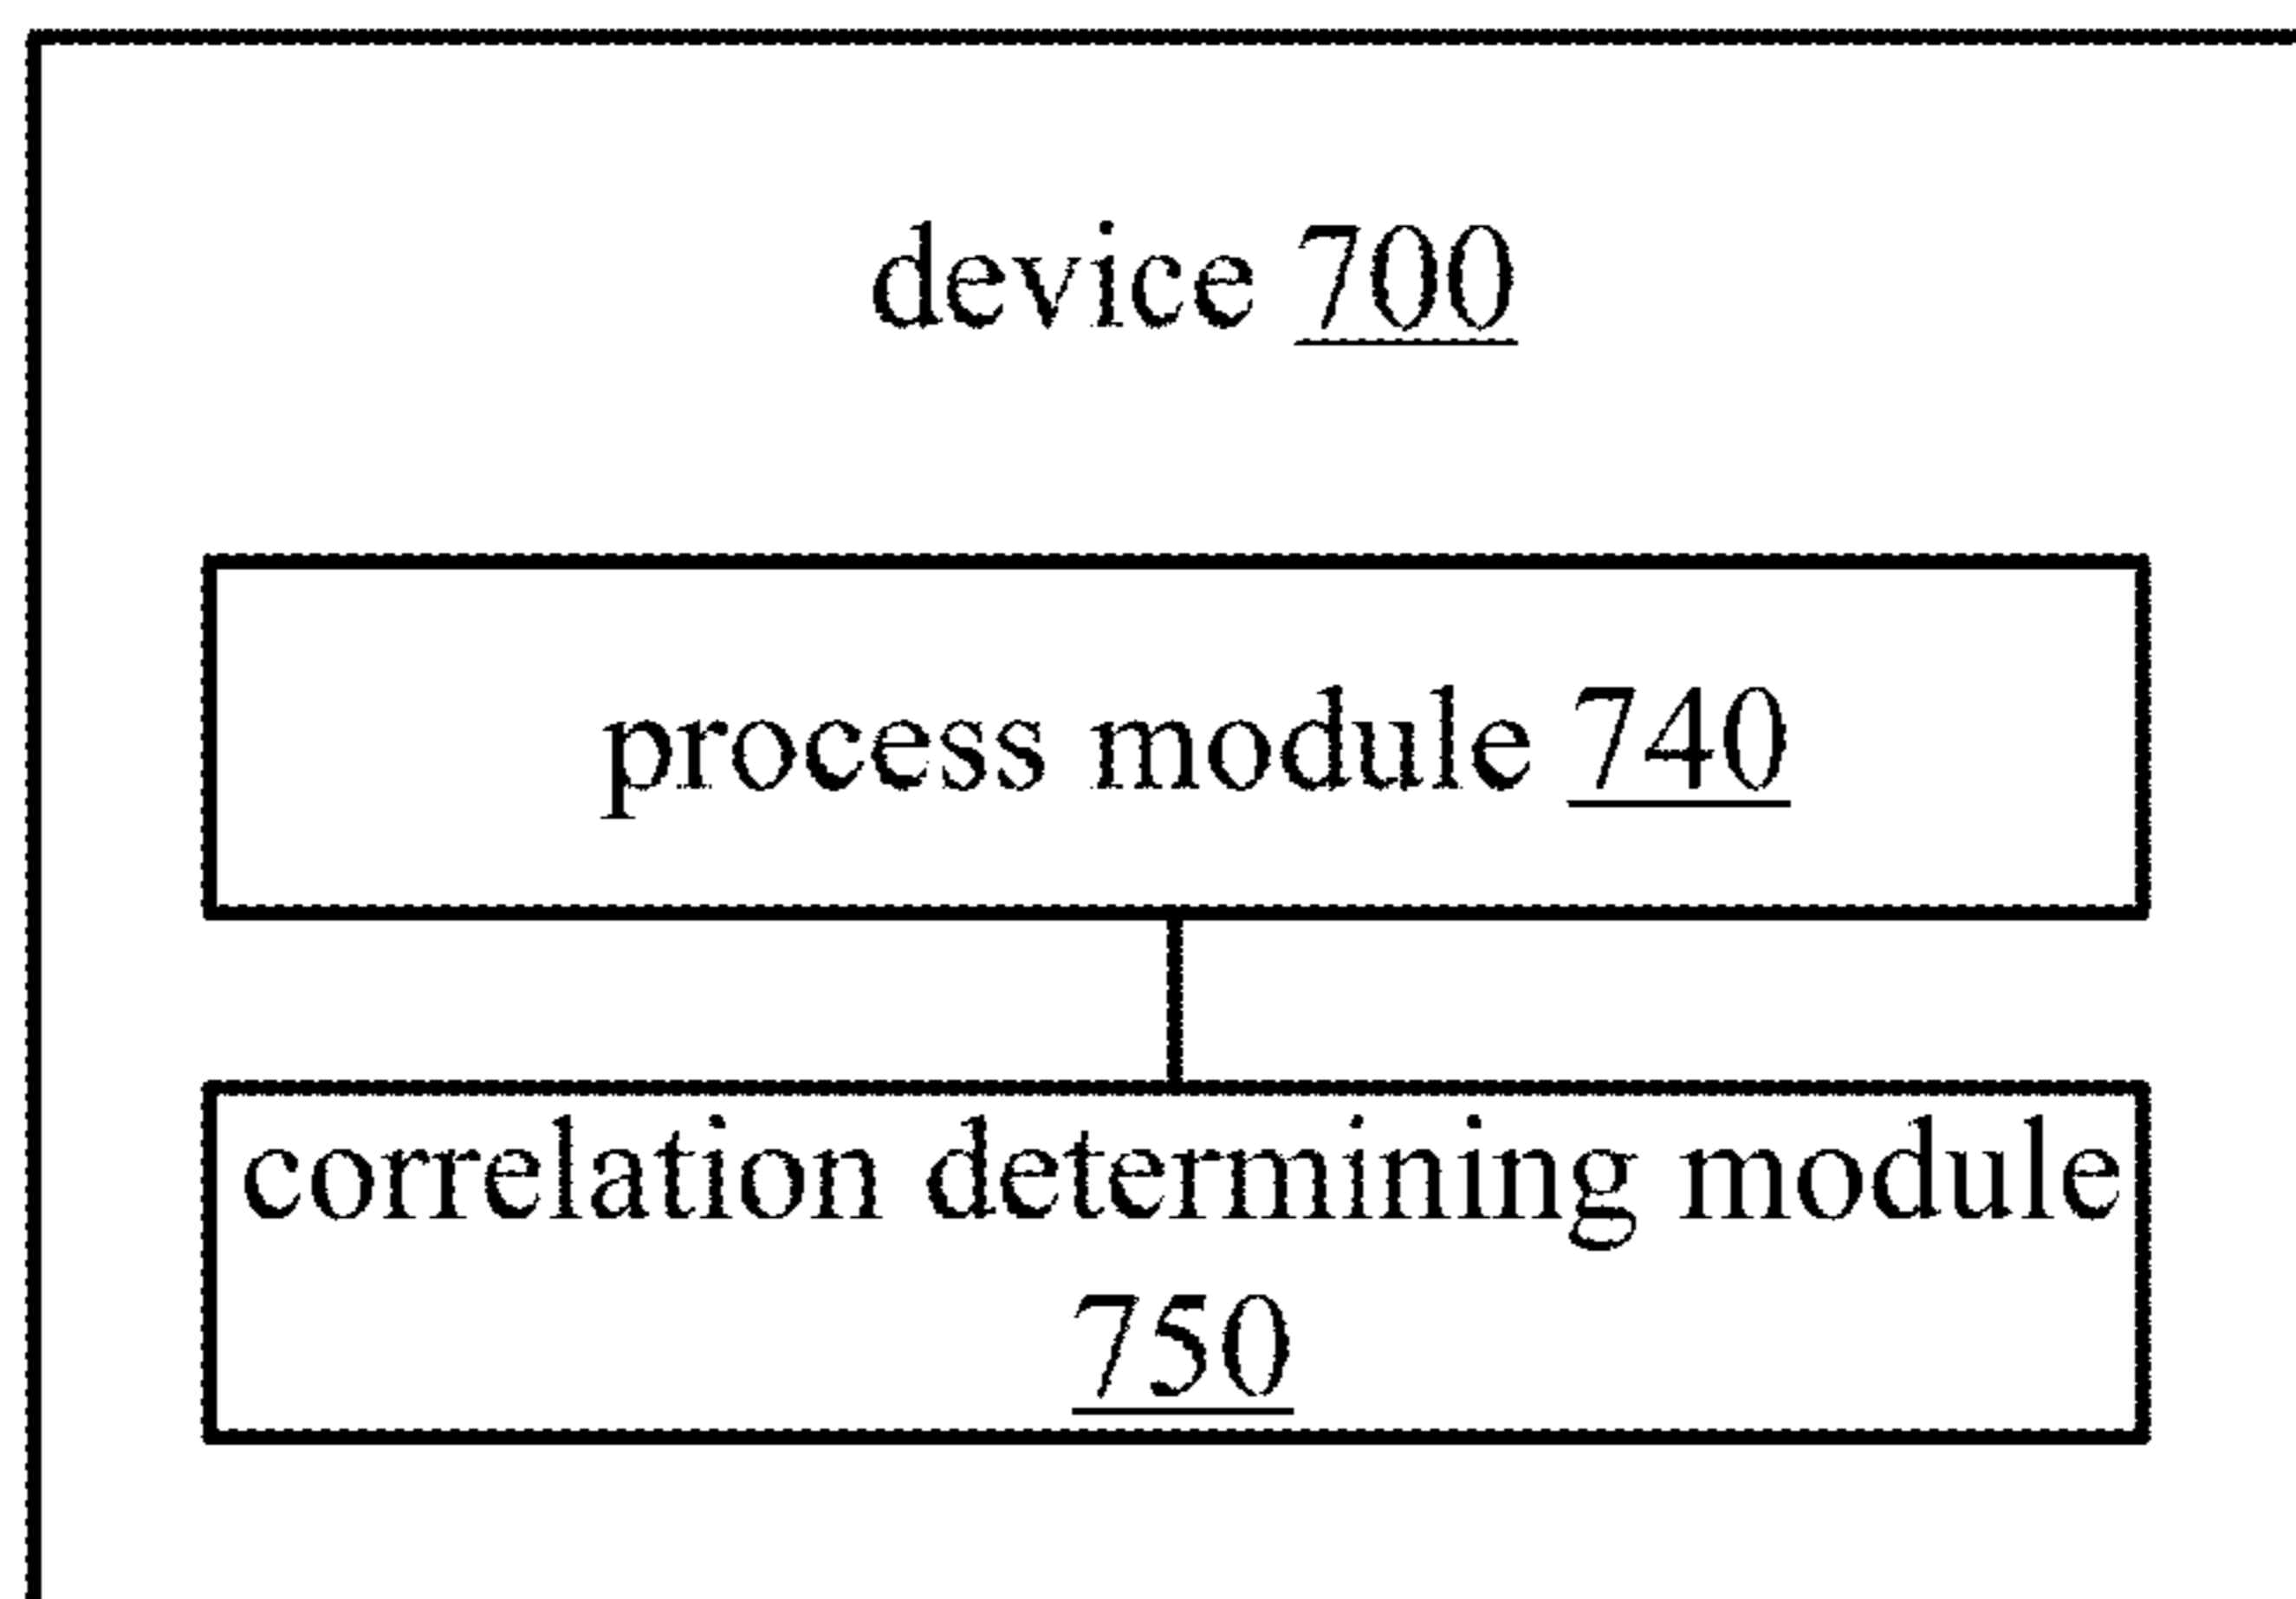 device 700
process module 740
correlation determining module
750